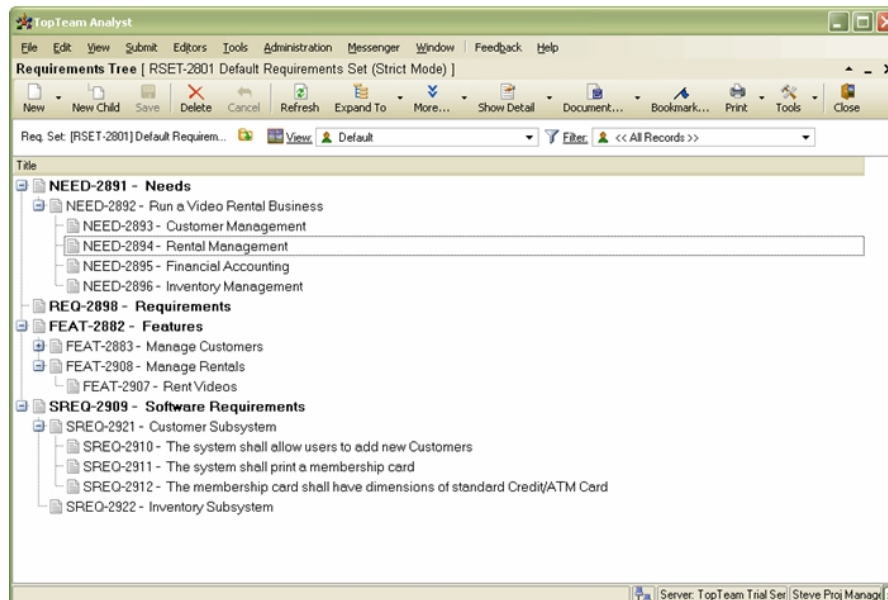 TopTeam Analyst
File Edit View Submit Editors Tools Administration Messenger Window Feedback Help
Requirements Tree [ RSET-2801 Default Requirements Set (Strict Mode) ]
New New Child Save Delete Cancel Refresh Expand To More... Show Detail Document... Bookmark... Print Tools Close
Req. Set: [RSET-2801] Default Requirem... View: Default Filter: << All Records >>
Title
NEED-2891 - Needs
NEED-2892 - Run a Video Rental Business
NEED-2893 - Customer Management
NEED-2894 - Rental Management
NEED-2895 - Financial Accounting
NEED-2896 - Inventory Management
REQ-2898 - Requirements
FEAT-2882 - Features
FEAT-2883 - Manage Customers
FEAT-2908 - Manage Rentals
FEAT-2907 - Rent Videos
SREQ-2909 - Software Requirements
SREQ-2921 - Customer Subsystem
SREQ-2910 - The system shall allow users to add new Customers
SREQ-2911 - The system shall print a membership card
SREQ-2912 - The membership card shall have dimensions of standard Credit/ATM Card
SREQ-2922 - Inventory Subsystem
Server: TopTeam Trial Ser Steve Proj Manag